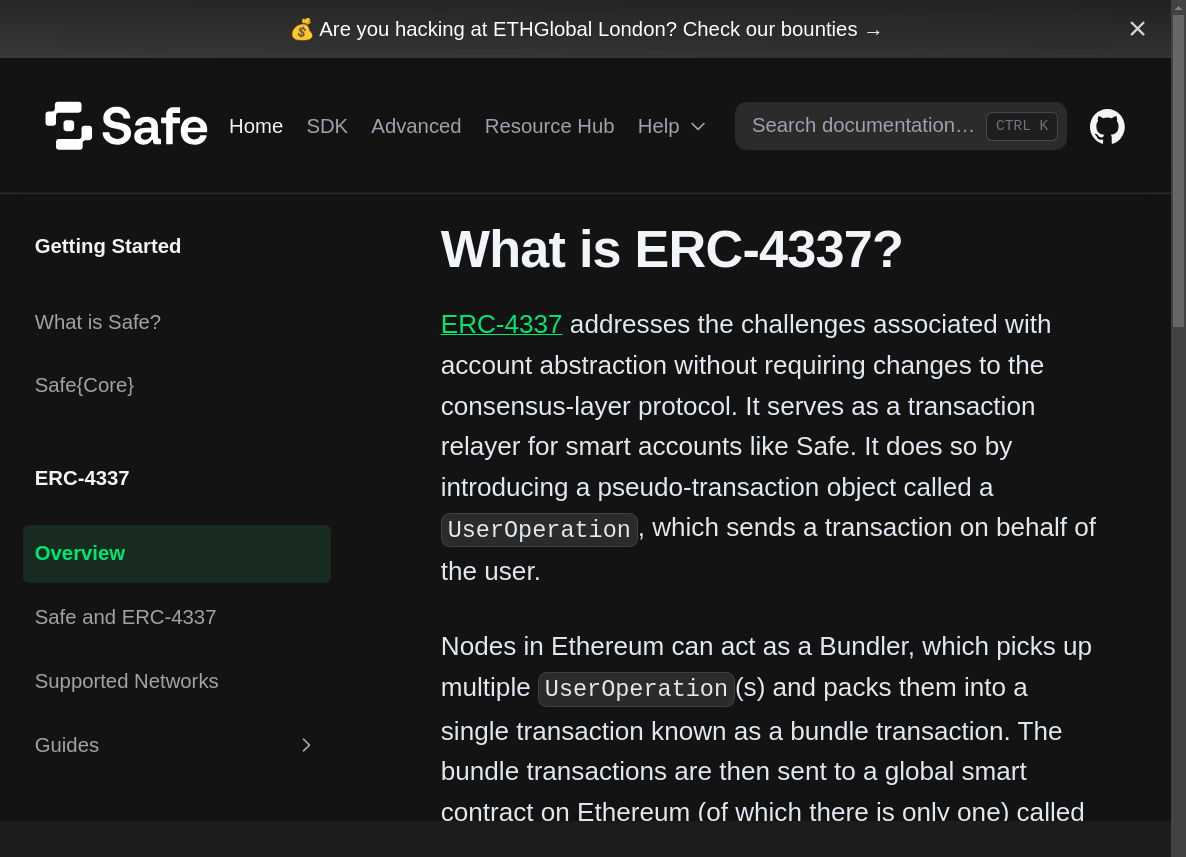 💰 Are you hacking at ETHGlobal London? Check our bounties →
Safe Home SDK Advanced Resource Hub Help Search documentation… CTRL K
Getting Started
What is Safe?
Safe{Core}
ERC-4337
Overview
Safe and ERC-4337
Supported Networks
Guides
What is ERC-4337?
ERC-4337 addresses the challenges associated with
account abstraction without requiring changes to the
consensus-layer protocol. It serves as a transaction
relayer for smart accounts like Safe. It does so by
introducing a pseudo-transaction object called a
UserOperation, which sends a transaction on behalf of
the user.
Nodes in Ethereum can act as a Bundler, which picks up
multiple UserOperation(s) and packs them into a
single transaction known as a bundle transaction. The
bundle transactions are then sent to a global smart
contract on Ethereum (of which there is only one) called